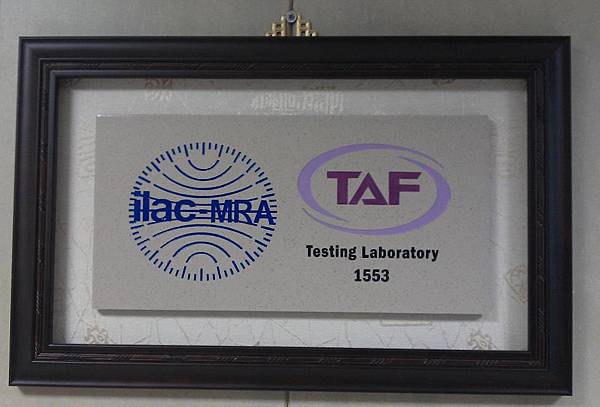 ilac-MRA
TAF
Testing Laboratory
1553